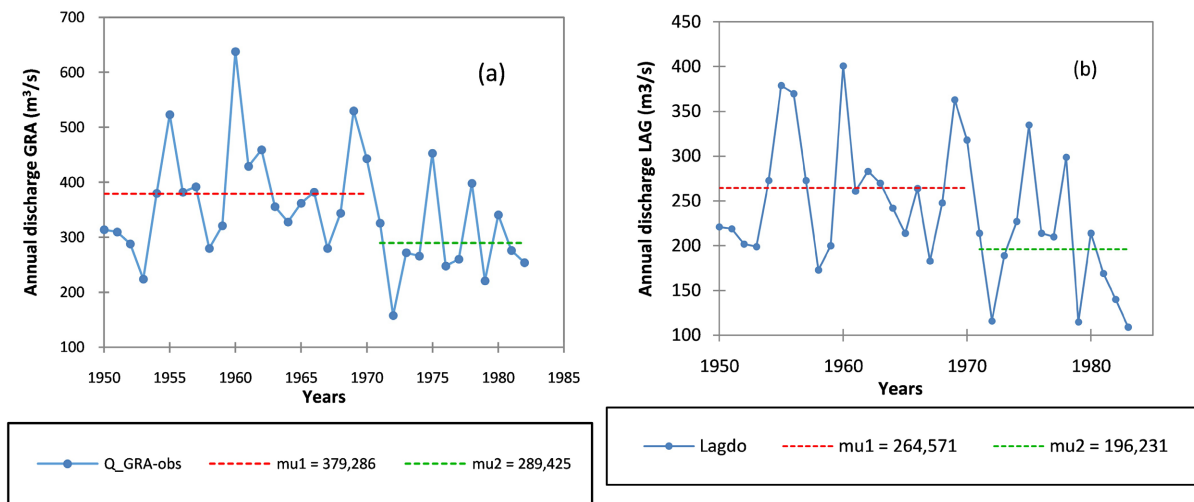 Annual discharge GRA (m³/s)
700
600
500
400
300
200
100
(a)
1950 1955 1960 1965 1970 1975 1980 1985
Years
Q_GRA-obs mu1 = 379,286 mu2 = 289,425
Annual discharge LAG (m3/s)
450
400
350
300
250
200
150
100
(b)
1950 1960 1970 1980
Years
Lagdo mu1 = 264,571 mu2 = 196,231